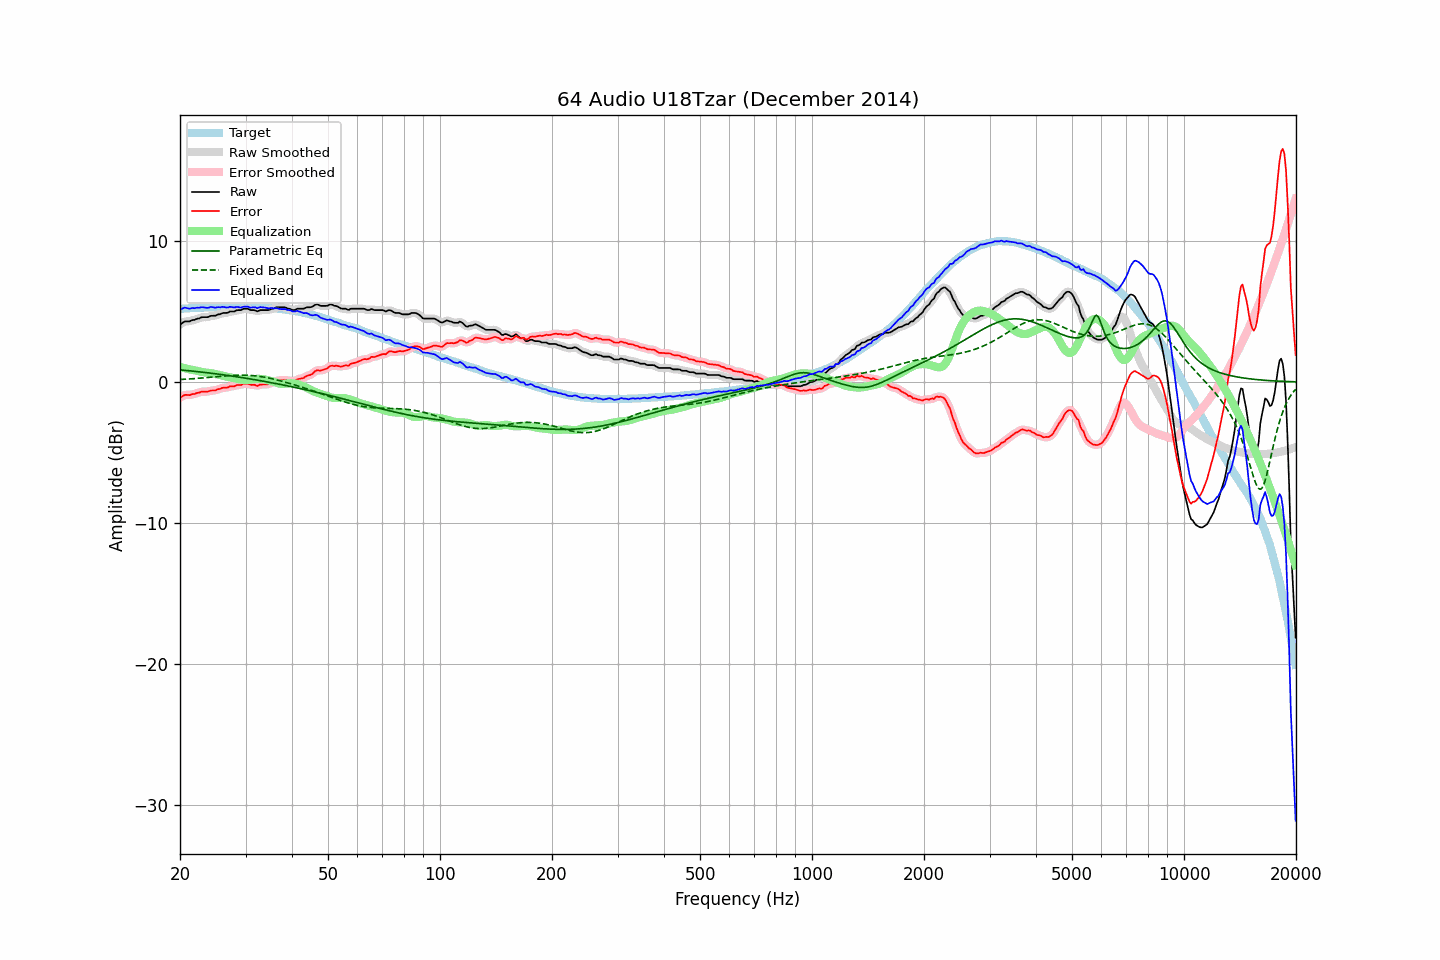 64 Audio U18Tzar (December 2014)
Target
Raw Smoothed
Error Smoothed
Raw
Error
Equalization
Parametric Eq
Fixed Band Eq
Equalized
10
0
−10
−20
−30
Amplitude (dBr)
20
50
100
200
500
1000
2000
5000
10000
20000
Frequency (Hz)